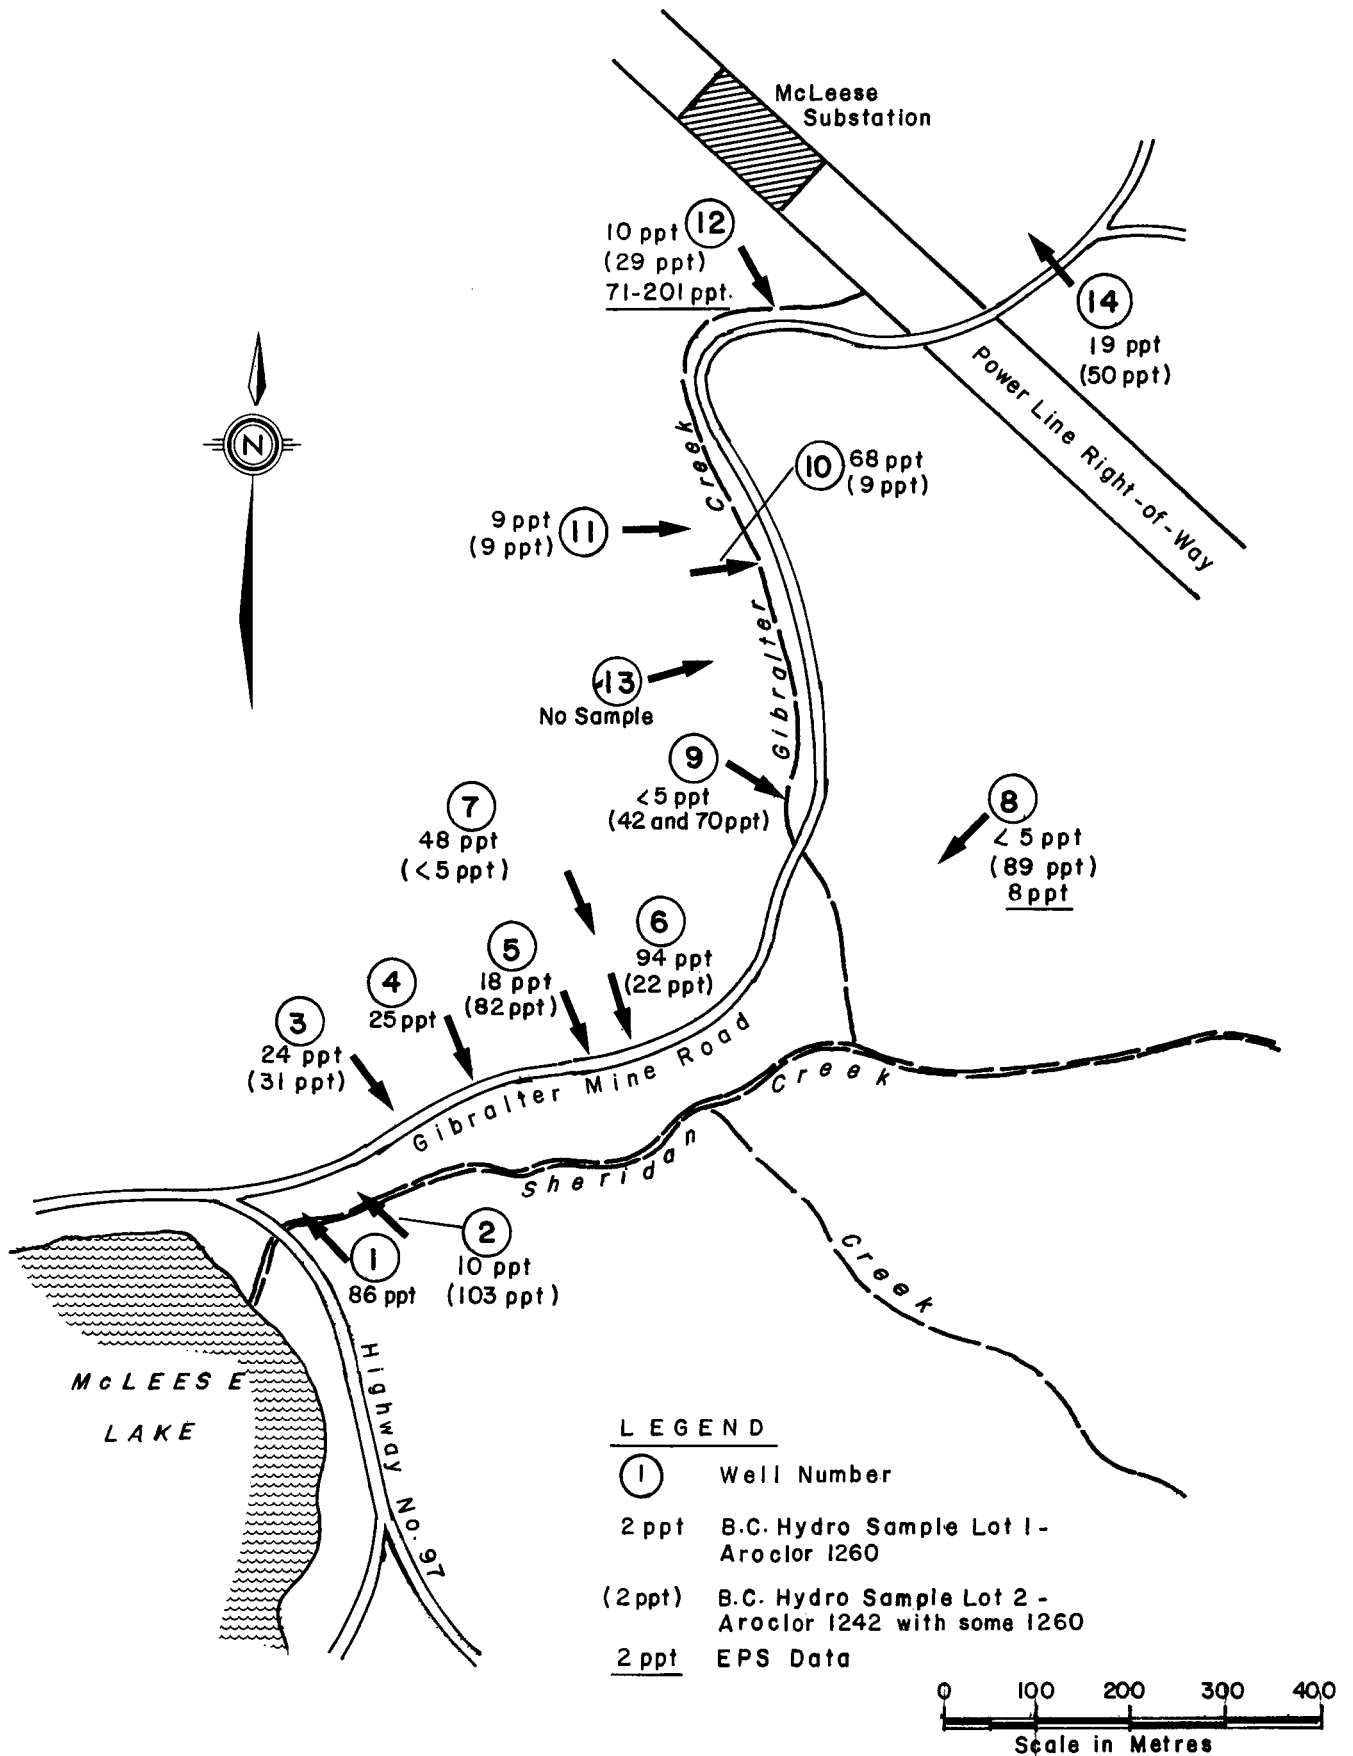 McLeese
Substation
12
10 ppt
(29 ppt)
71-201 ppt.
14
19 ppt
(50 ppt)
Power Line Right-of-Way
N
Creek
10
68 ppt
(9 ppt)
11
9 ppt
(9 ppt)
Gibralter
13
No Sample
9
<5 ppt
(42 and 70 ppt)
8
< 5 ppt
(89 ppt)
8 ppt
7
48 ppt
(<5 ppt)
6
94 ppt
(22 ppt)
5
18 ppt
(82 ppt)
4
25 ppt
3
24 ppt
(31 ppt)
Gibralter Mine Road
Sheridan Creek
Creek
2
10 ppt
(103 ppt)
1
86 ppt
McLEESE
LAKE
Highway No. 97
LEGEND
1 Well Number
2 ppt B.C. Hydro Sample Lot 1 -
Aroclor 1260
(2 ppt) B.C. Hydro Sample Lot 2 -
Aroclor 1242 with some 1260
2 ppt EPS Data
0 100 200 300 400
Scale in Metres